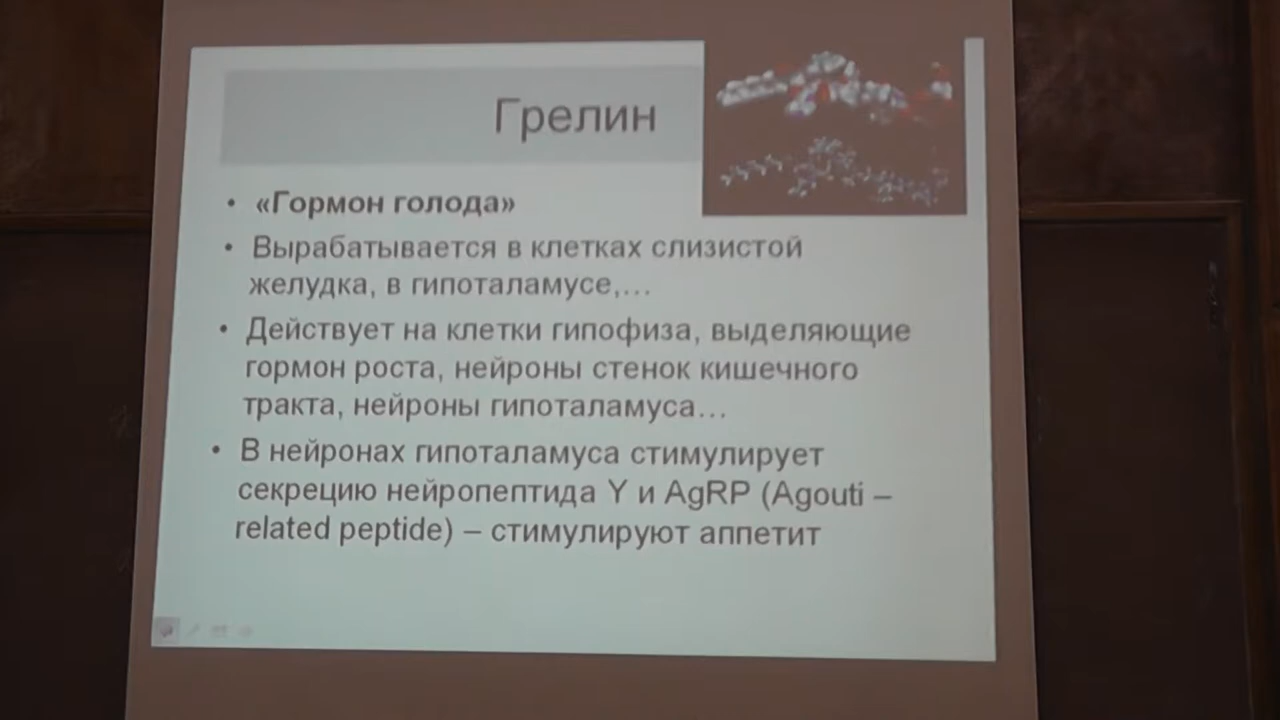 Грелин
• «Гормон голода»
• Вырабатывается в клетках слизистой
желудка, в гипоталамусе,…
• Действует на клетки гипофиза, выделяющие
гормон роста, нейроны стенок кишечного
тракта, нейроны гипоталамуса…
• В нейронах гипоталамуса стимулирует
секрецию нейропептида Y и AgRP (Agouti –
related peptide) – стимулируют аппетит